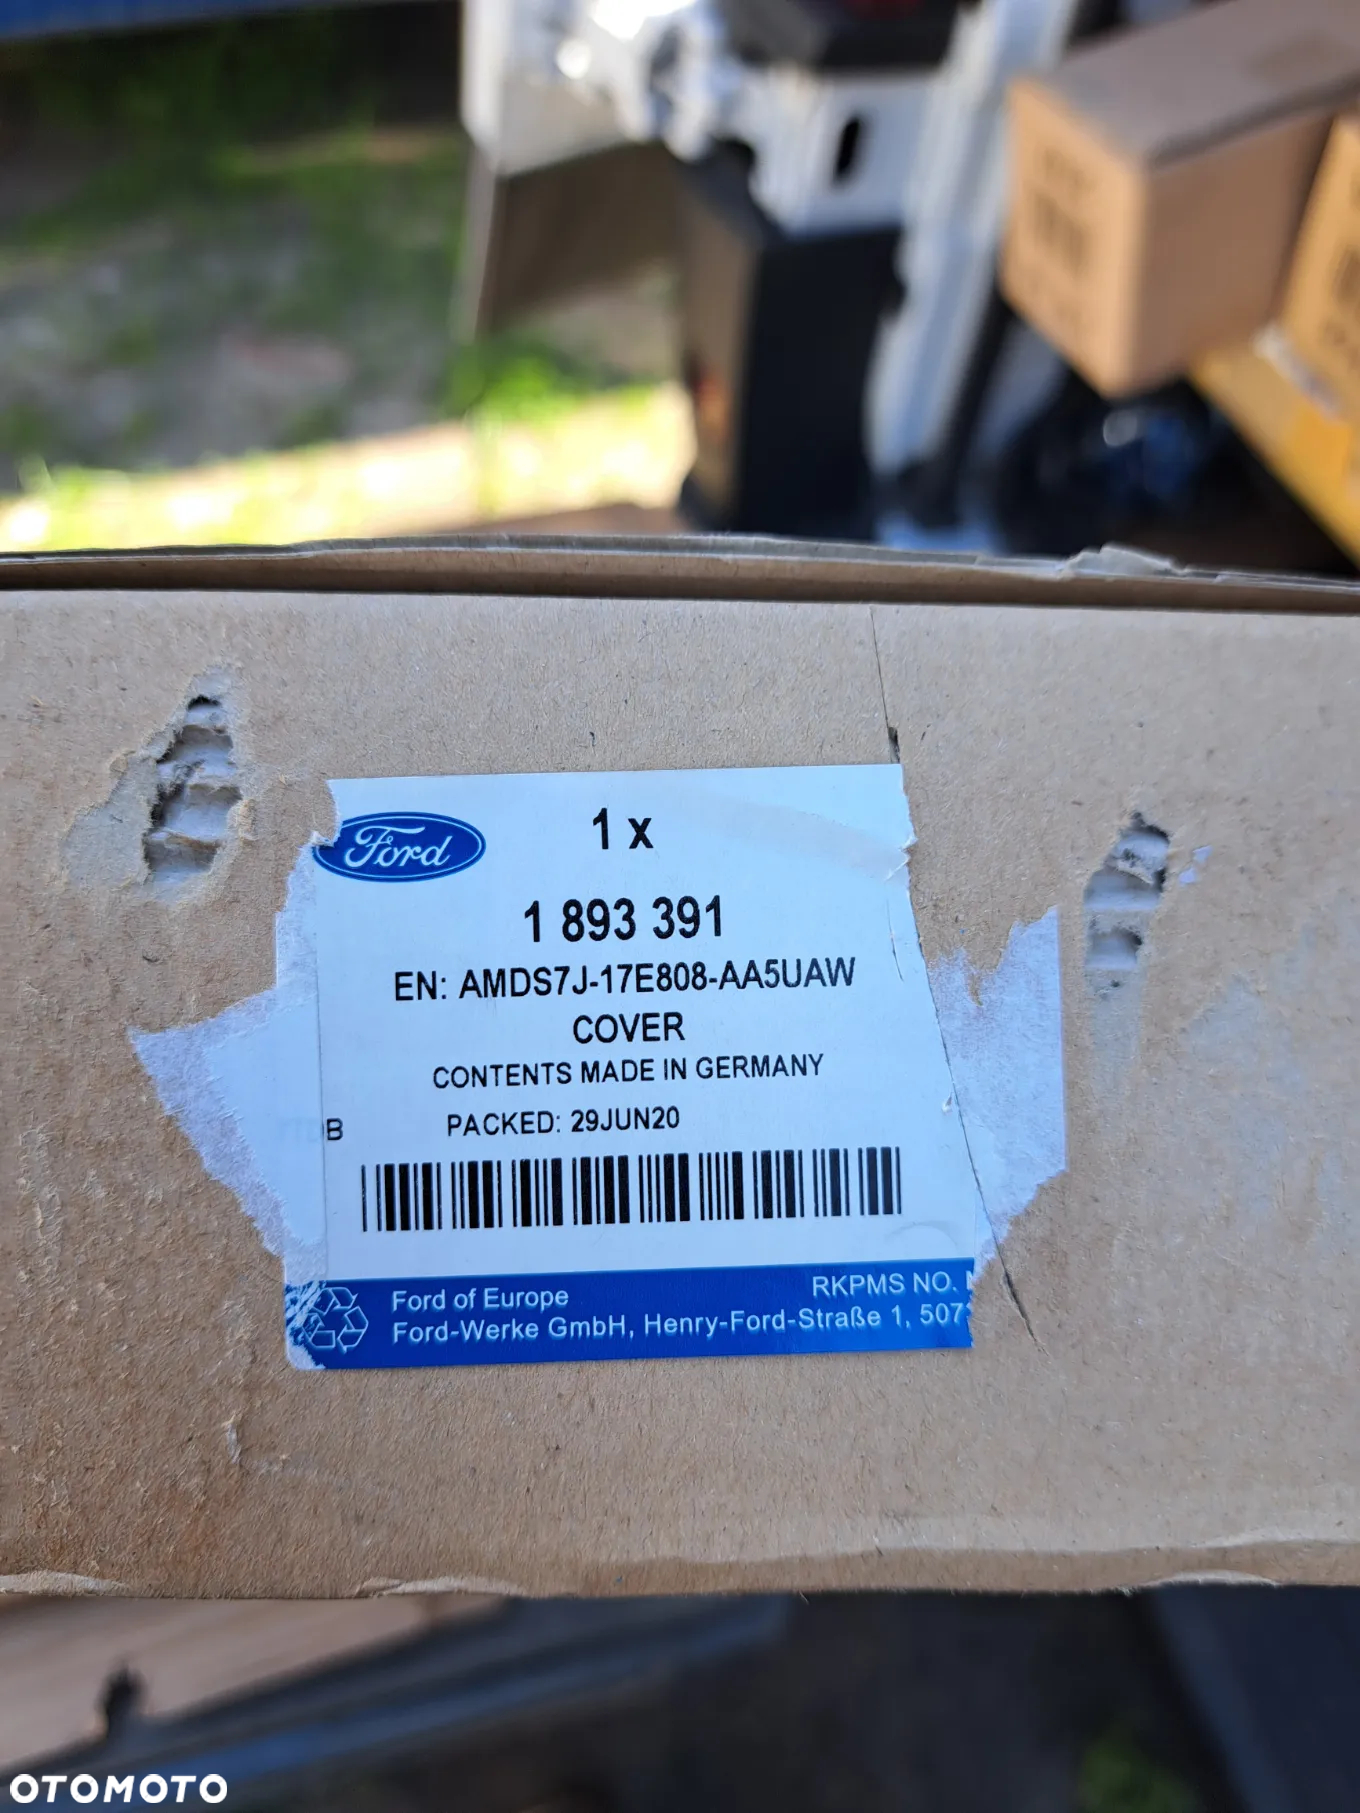 Ford
1 x
1 893 391
EN: AMDS7J-17E808-AA5UAW
COVER
CONTENTS MADE IN GERMANY
B PACKED: 29JUN20
Ford of Europe RKPMS NO.
Ford-Werke GmbH, Henry-Ford-Straße 1, 507
OTOMOTO